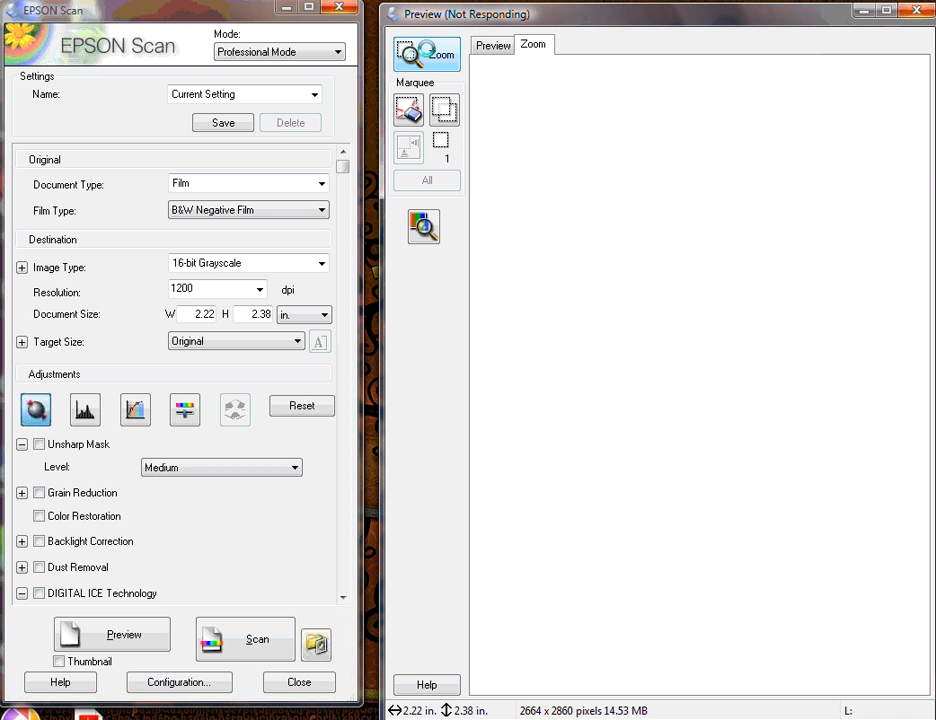 EPSON Scan
EPSON Scan
Mode:
Professional Mode
Settings
Name: Current Setting
Save Delete
Original
Document Type: Film
Film Type: B&W Negative Film
Destination
Image Type: 16-bit Grayscale
Resolution: 1200 dpi
Document Size: W 2.22 H 2.38 in.
Target Size: Original A
Adjustments
Reset
Unsharp Mask
Level: Medium
Grain Reduction
Color Restoration
Backlight Correction
Dust Removal
DIGITAL ICE Technology
Preview Scan
Thumbnail
Help Configuration... Close
Preview (Not Responding)
Zoom Preview Zoom
Marquee
1
All
Help
2.22 in. 2.38 in. 2664 x 2860 pixels 14.53 MB L: